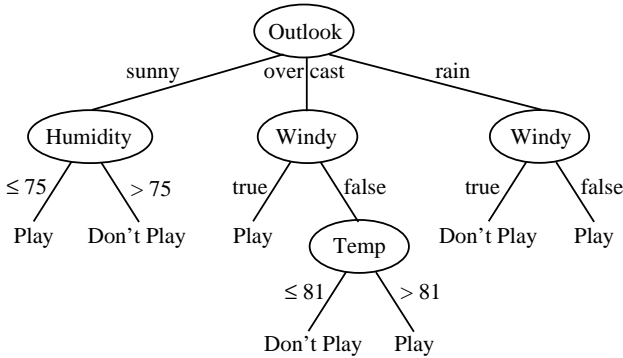 Outlook
sunny over cast rain
Humidity Windy Windy
≤ 75 > 75 true false true false
Play Don't Play Play Don't Play Play
Temp
≤ 81 > 81
Don't Play Play